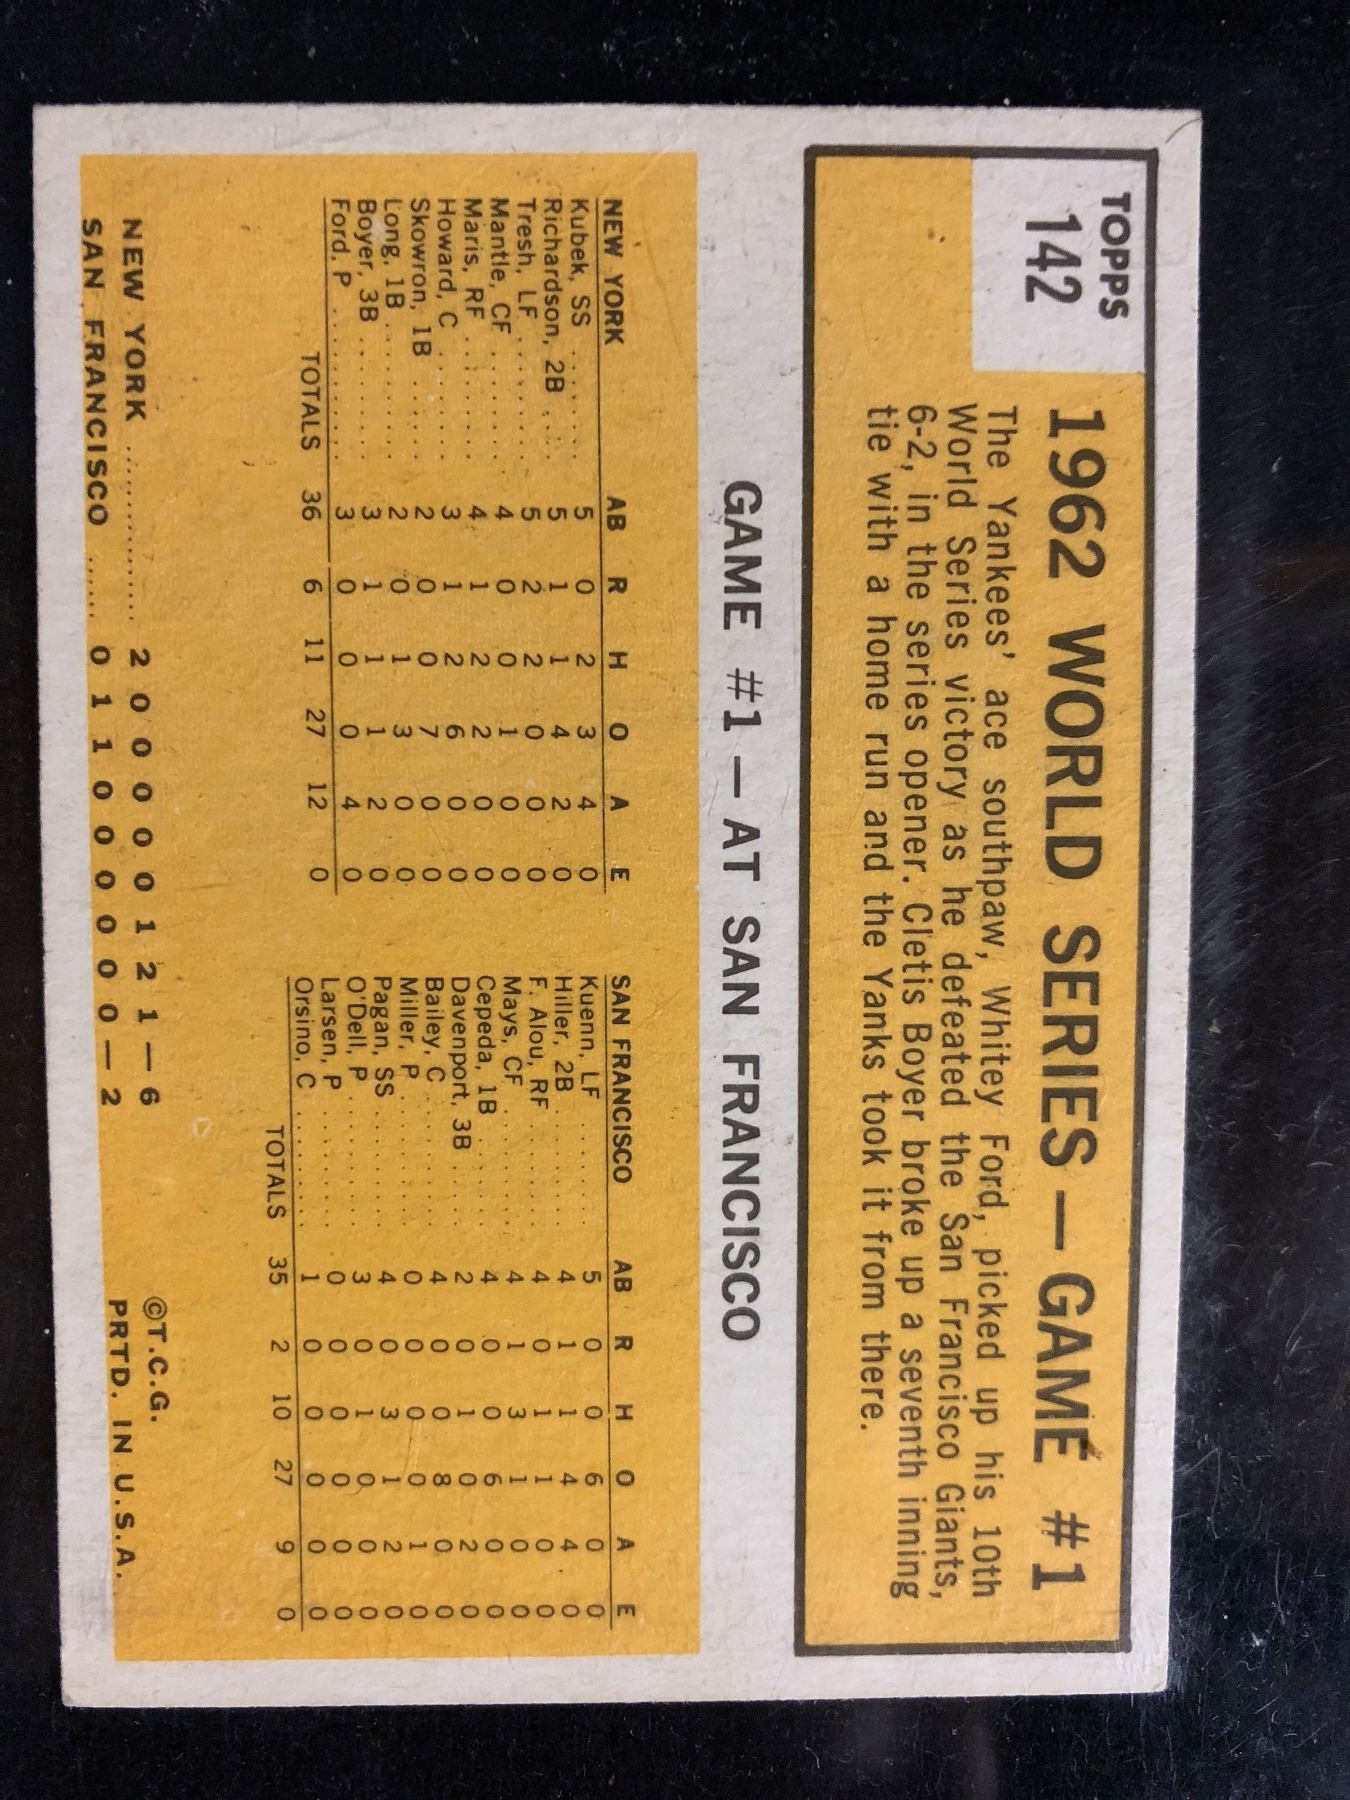 TOPPS
142
1962 WORLD SERIES — GAME #1
The Yankees' ace southpaw, Whitey Ford, picked up his 10th
World Series victory as he defeated the San Francisco Giants,
6-2, in the series opener. Cletis Boyer broke up a seventh inning
tie with a home run and the Yanks took it from there.
GAME #1 — AT SAN FRANCISCO
NEW YORK AB R H O A E
Kubek, SS ........ 5 0 2 3 4 0
Richardson, 2B .... 5 1 1 4 2 0
Tresh, LF .......... 5 2 2 0 0 0
Mantle, CF ......... 4 0 0 1 0 0
Maris, RF .......... 4 1 2 2 0 0
Howard, C ......... 3 1 2 6 0 0
Skowron, 1B ...... 2 0 0 7 0 0
Long, 1B .......... 2 0 1 3 0 0
Boyer, 3B ......... 3 1 1 1 2 0
Ford, P ............ 3 0 0 0 4 0
TOTALS 36 6 11 27 12 0
SAN FRANCISCO AB R H O A E
Kuenn, LF ........ 5 0 0 6 0 0
Hiller, 2B ......... 4 1 1 4 4 0
F. Alou, RF ........ 4 0 1 1 0 0
Mays, CF .......... 4 1 3 1 0 0
Cepeda, 1B ........ 4 0 0 6 0 0
Davenport, 3B ..... 2 0 1 0 2 0
Bailey, C .......... 4 0 0 8 0 0
Miller, P ........... 0 0 0 0 1 0
Pagan, SS ......... 4 0 3 1 2 0
O'Dell, P .......... 3 0 1 0 0 0
Larsen, P .......... 0 0 0 0 0 0
Orsino, C .......... 1 0 0 0 0 0
TOTALS 35 2 10 27 9 0
NEW YORK ............... 2 0 0 0 0 0 1 2 1 — 6
SAN FRANCISCO ...... 0 1 1 0 0 0 0 0 0 — 2
©T.C.G.
PRTD. IN U.S.A.